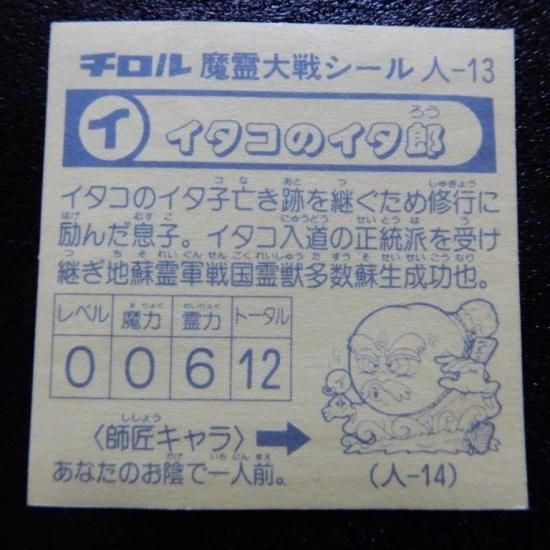 チロル 魔霊大戦シール 人-13
イ イタコのイタ郎
イタコのイタ子亡き跡を継ぐため修行に
励んだ息子。イタコ入道の正統派を受け
継ぎ地蘇霊軍戦国霊獣多数蘇生成功也。
レベル 魔力 霊力 トータル
0 0 6 12
〈師匠キャラ〉
あなたのお陰で一人前。
(人-14)